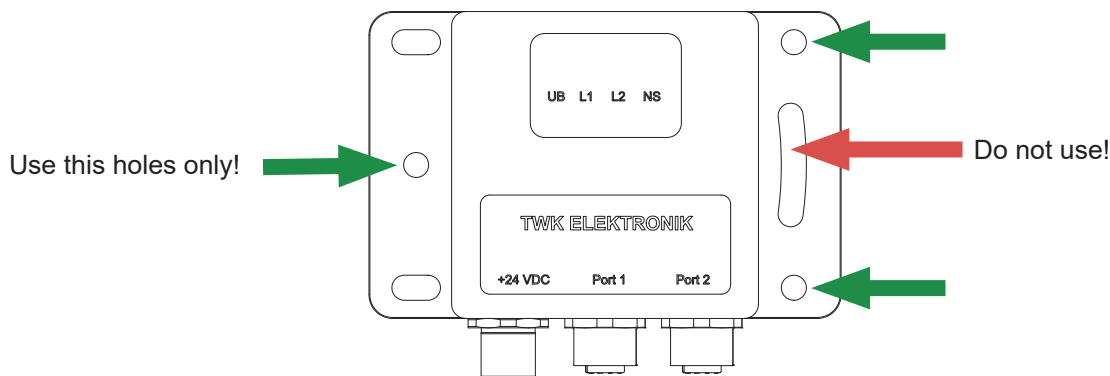 UB L1 L2 NS
Use this holes only!
Do not use!
TWK ELEKTRONIK
+24 VDC Port 1 Port 2